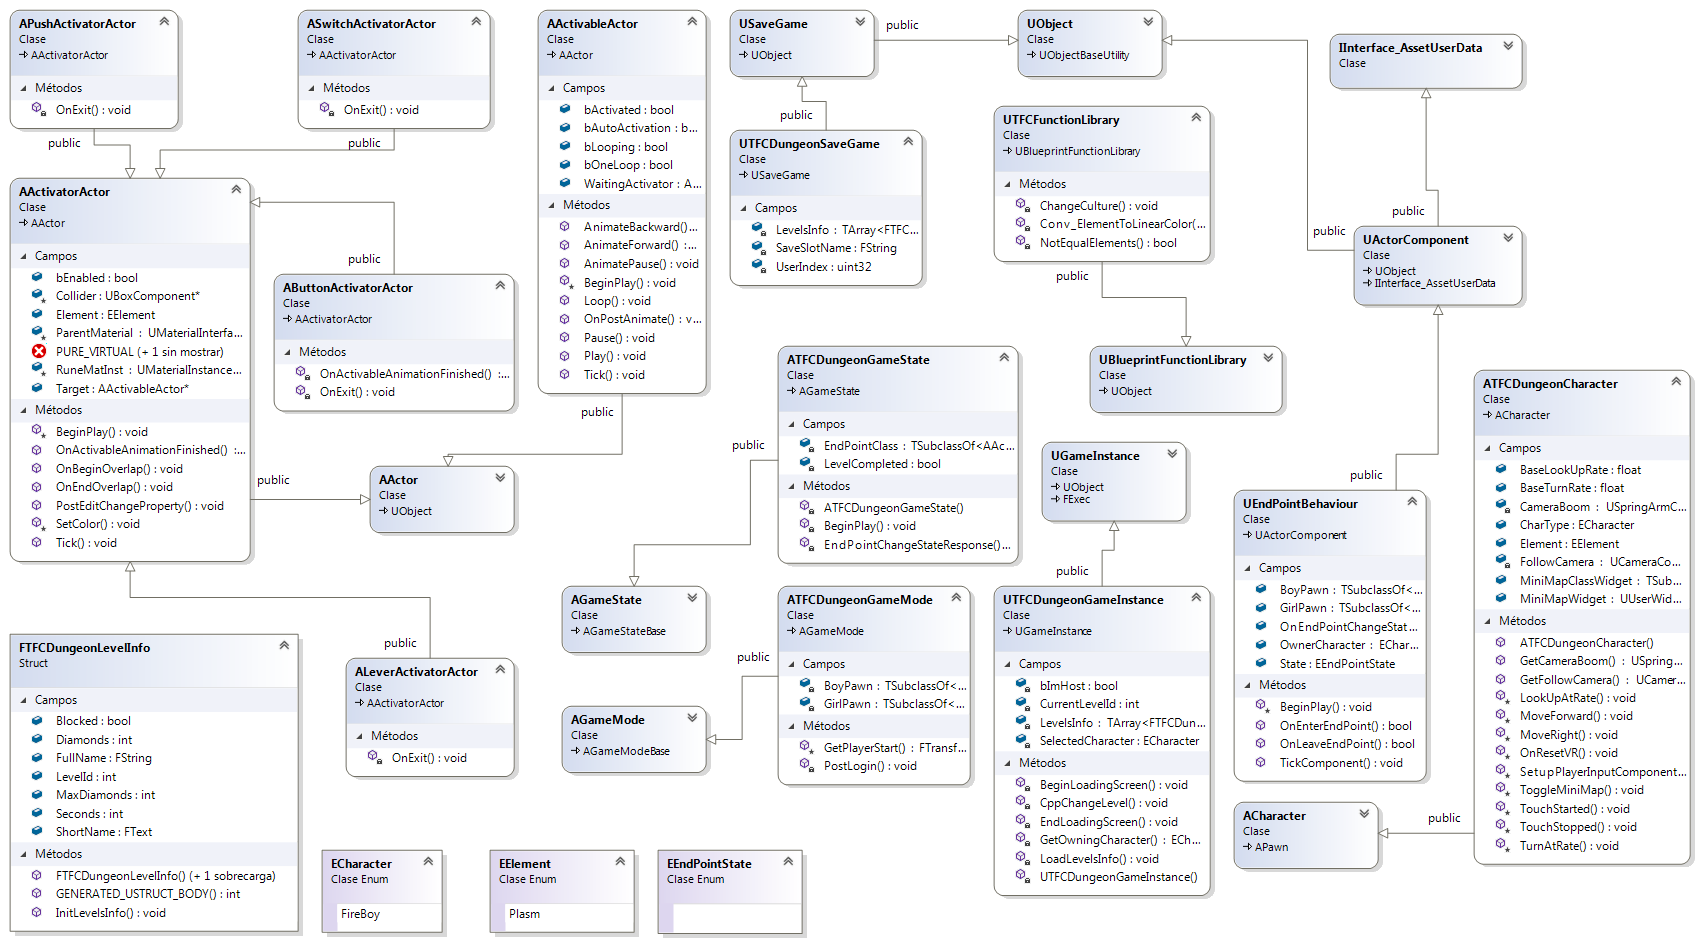 APushActivatorActor
Clase
AActivatorActor
Métodos
OnExit() : void
public
ASwitchActivatorActor
Clase
AActivatorActor
Métodos
OnExit() : void
public
AActivatorActor
Clase
AActor
Campos
bEnabled : bool
Collider : UBoxComponent*
Element : EElement
ParentMaterial : UMaterialInterfa...
PURE_VIRTUAL (+ 1 sin mostrar)
RuneMatInst : UMaterialInstance...
Target : AActivableActor*
Métodos
BeginPlay() : void
OnActivableAnimationFinished() :...
OnBeginOverlap() : void
OnEndOverlap() : void
PostEditChangeProperty() : void
SetColor() : void
Tick() : void
public
public
AButtonActivatorActor
Clase
AActivatorActor
Métodos
OnActivableAnimationFinished() :...
OnExit() : void
AActivableActor
Clase
AActor
Campos
bActivated : bool
bAutoActivation : b...
bLooping : bool
bOneLoop : bool
WaitingActivator : A...
Métodos
AnimateBackward()...
AnimateForward() :...
AnimatePause() : void
BeginPlay() : void
Loop() : void
OnPostAnimate() : v...
Pause() : void
Play() : void
Tick() : void
public
AActor
Clase
UObject
public
ALeverActivatorActor
Clase
AActivatorActor
Métodos
OnExit() : void
FTFCDungeonLevelInfo
Struct
Campos
Blocked : bool
Diamonds : int
FullName : FString
LevelId : int
MaxDiamonds : int
Seconds : int
ShortName : FText
Métodos
FTFCDungeonLevelInfo() (+ 1 sobrecarga)
GENERATED_USTRUCT_BODY() : int
InitLevelsInfo() : void
ECharacter
Clase Enum
FireBoy
EElement
Clase Enum
Plasm
EEndPointState
Clase Enum
USaveGame
Clase
UObject
public
UObject
Clase
UObjectBaseUtility
public
UTFCDungeonSaveGame
Clase
USaveGame
Campos
LevelsInfo : TArray<FTFC...
SaveSlotName : FString
UserIndex : uint32
UTFCFunctionLibrary
Clase
UBlueprintFunctionLibrary
Métodos
ChangeCulture() : void
Conv_ElementToLinearColor(...
NotEqualElements() : bool
public
UBlueprintFunctionLibrary
Clase
UObject
IInterface_AssetUserData
Clase
public
public
UActorComponent
Clase
UObject
IInterface_AssetUserData
ATFCDungeonGameState
Clase
AGameState
Campos
EndPointClass : TSubclassOf<AAc...
LevelCompleted : bool
Métodos
ATFCDungeonGameState()
BeginPlay() : void
EndPointChangeStateResponse()...
public
AGameState
Clase
AGameStateBase
ATFCDungeonGameMode
Clase
AGameMode
Campos
BoyPawn : TSubclassOf<...
GirlPawn : TSubclassOf<...
Métodos
GetPlayerStart() : FTransf...
PostLogin() : void
public
AGameMode
Clase
AGameModeBase
UGameInstance
Clase
UObject
FExec
public
UTFCDungeonGameInstance
Clase
UGameInstance
Campos
bImHost : bool
CurrentLevelId : int
LevelsInfo : TArray<FTFCDun...
SelectedCharacter : ECharacter
Métodos
BeginLoadingScreen() : void
CppChangeLevel() : void
EndLoadingScreen() : void
GetOwningCharacter() : ECh...
LoadLevelsInfo() : void
UTFCDungeonGameInstance()
public
UEndPointBehaviour
Clase
UActorComponent
Campos
BoyPawn : TSubclassOf<...
GirlPawn : TSubclassOf<...
OnEndPointChangeStat...
OwnerCharacter : EChar...
State : EEndPointState
Métodos
BeginPlay() : void
OnEnterEndPoint() : bool
OnLeaveEndPoint() : bool
TickComponent() : void
ACharacter
Clase
APawn
public
ATFCDungeonCharacter
Clase
ACharacter
Campos
BaseLookUpRate : float
BaseTurnRate : float
CameraBoom : USpringArmC...
CharType : ECharacter
Element : EElement
FollowCamera : UCameraCo...
MiniMapClassWidget : TSub...
MiniMapWidget : UUserWid...
Métodos
ATFCDungeonCharacter()
GetCameraBoom() : USpring...
GetFollowCamera() : UCamer...
LookUpAtRate() : void
MoveForward() : void
MoveRight() : void
OnResetVR() : void
SetupPlayerInputComponent...
ToggleMiniMap() : void
TouchStarted() : void
TouchStopped() : void
TurnAtRate() : void